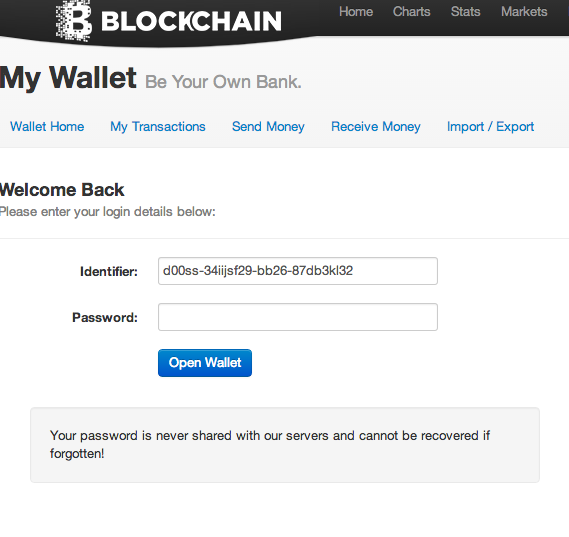 BLOCKCHAIN
Home Charts Stats Markets
My Wallet Be Your Own Bank.
Wallet Home My Transactions Send Money Receive Money Import / Export
Welcome Back
Please enter your login details below:
Identifier: d00ss-34iijsf29-bb26-87db3kl32
Password:
Open Wallet
Your password is never shared with our servers and cannot be recovered if
forgotten!